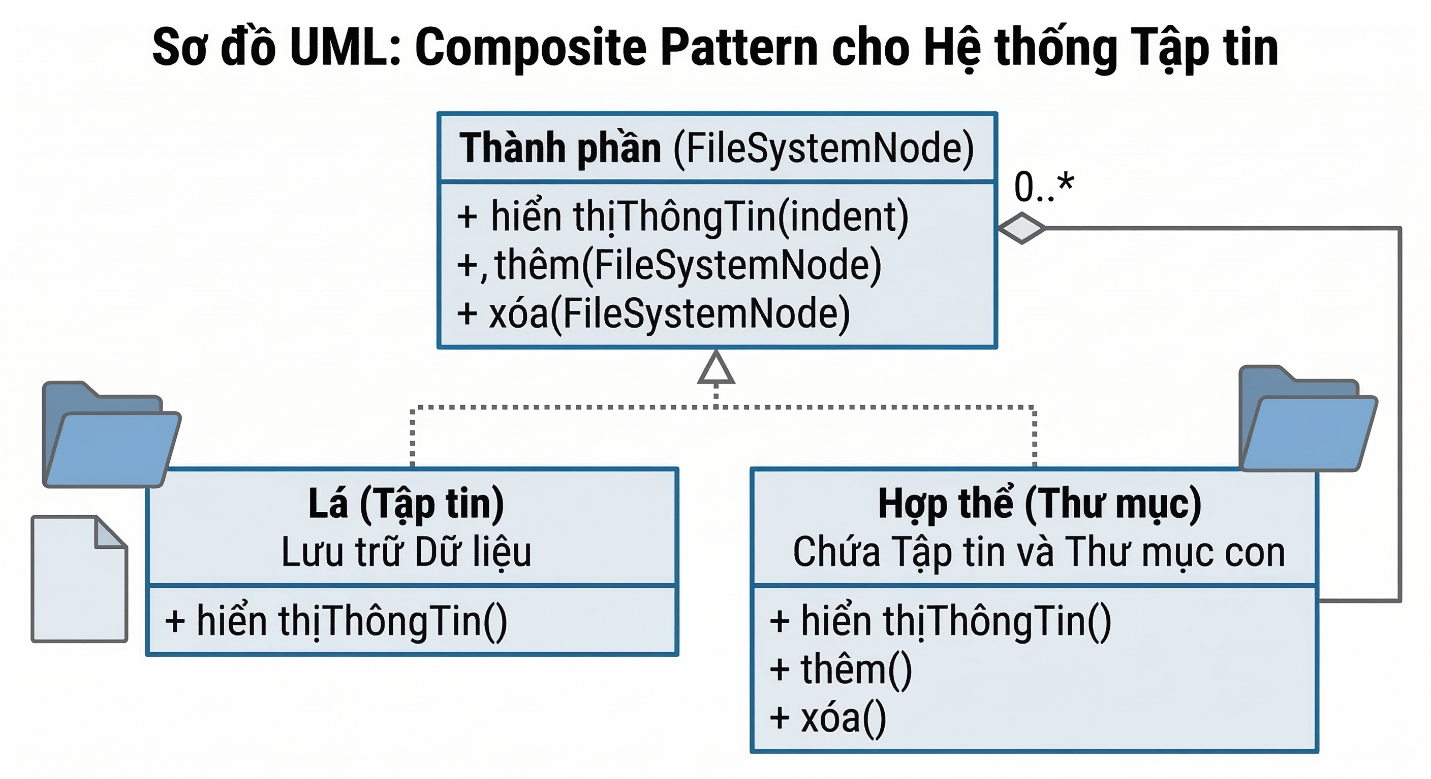 Sơ đồ UML: Composite Pattern cho Hệ thống Tập tin
Thành phần (FileSystemNode)
+ hiển thịThôngTin(indent)
+, thêm(FileSystemNode)
+ xóa(FileSystemNode)
0..*
Lá (Tập tin)
Lưu trữ Dữ liệu
+ hiển thịThôngTin()
Hợp thể (Thư mục)
Chứa Tập tin và Thư mục con
+ hiển thịThôngTin()
+ thêm()
+ xóa()